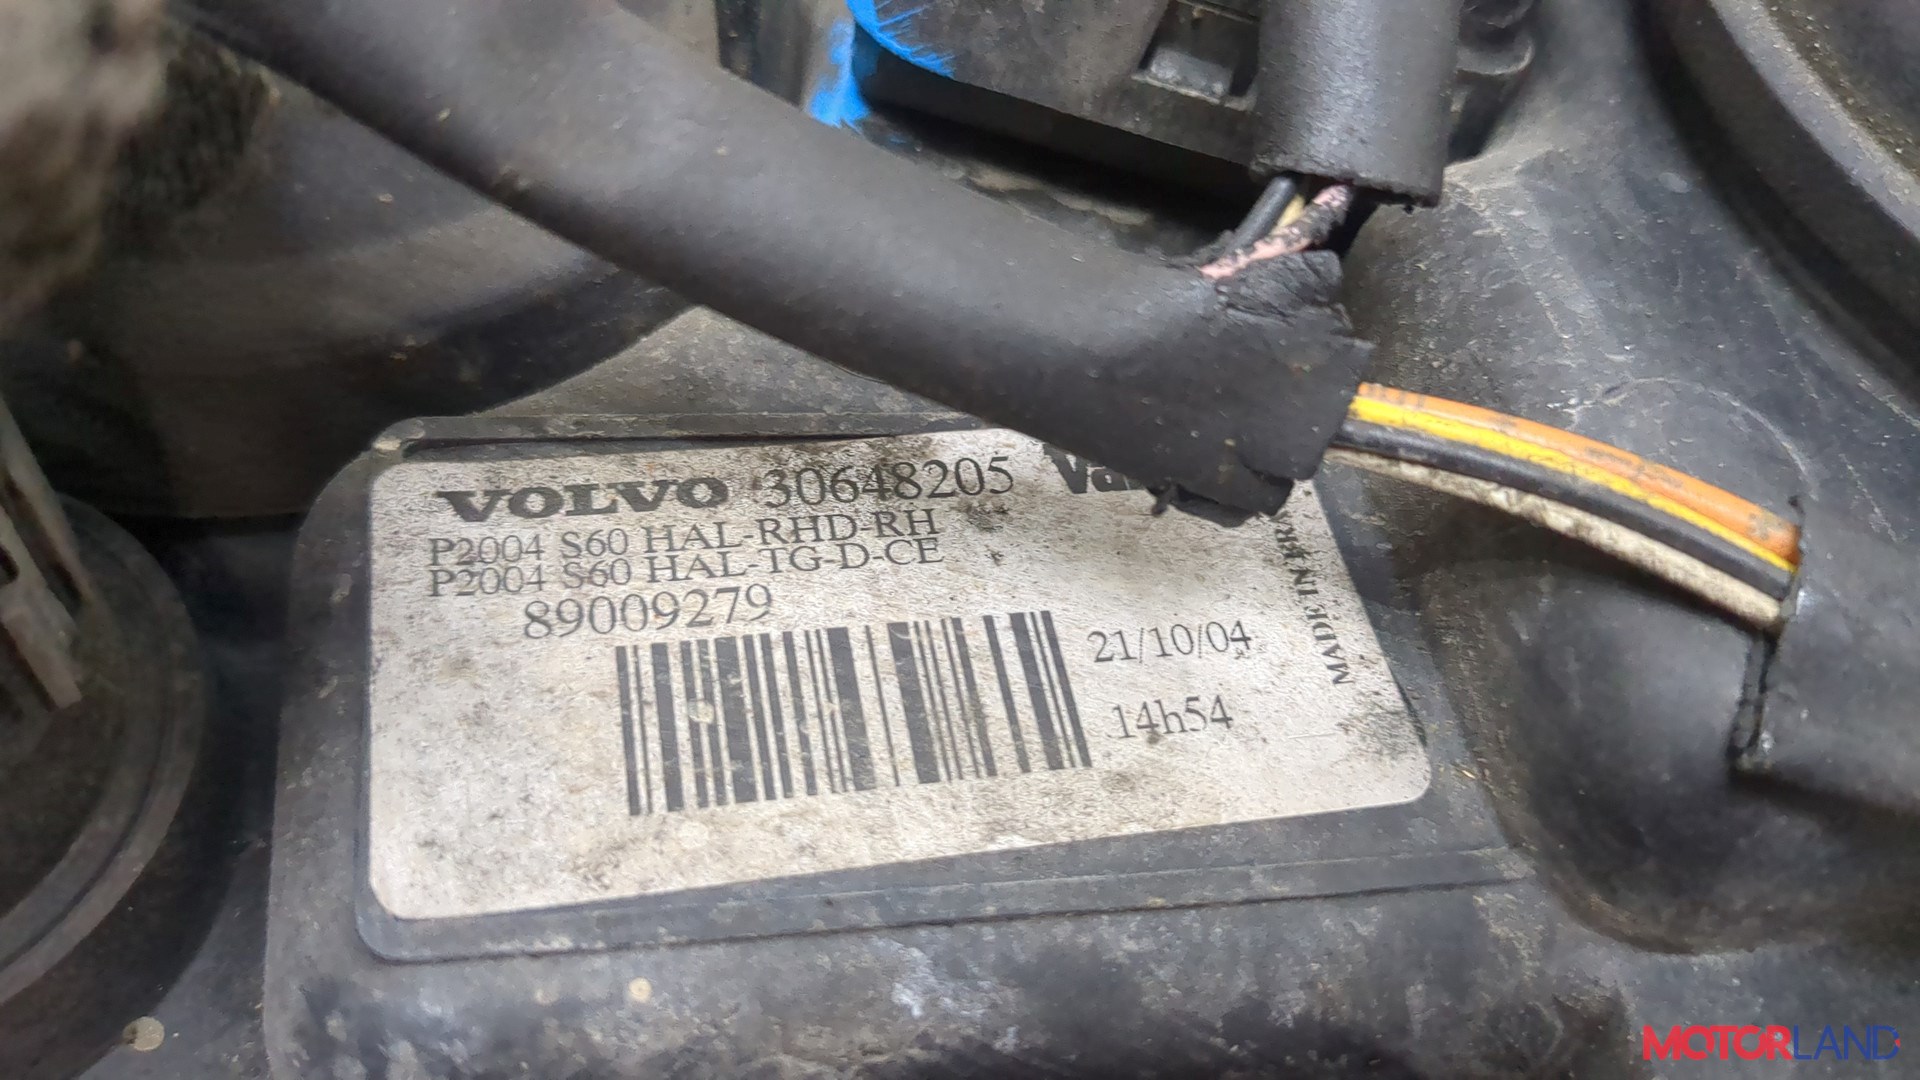 VOLVO 30648205
P2004 S60 HAL-RHD-RH
P2004 S60 HAL-TG-D-CE
89009279
21/10/04
14h54
MADE IN
MOTORLAND